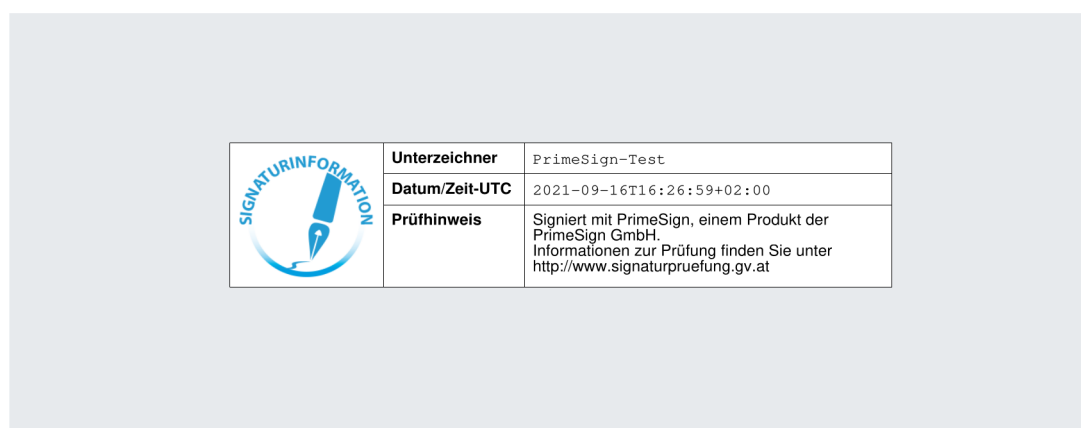 SIGNATURINFORMATION
Unterzeichner PrimeSign-Test
Datum/Zeit-UTC 2021-09-16T16:26:59+02:00
Prüfhinweis Signiert mit PrimeSign, einem Produkt der
PrimeSign GmbH.
Informationen zur Prüfung finden Sie unter
http://www.signaturpruefung.gv.at